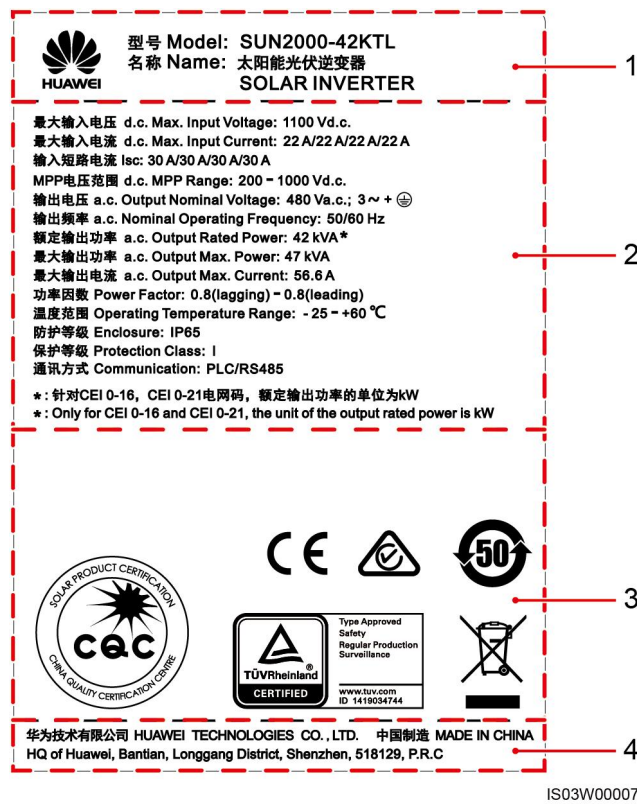 HUAWEI
型号 Model: SUN2000-42KTL
名称 Name: 太阳能光伏逆变器
SOLAR INVERTER
1
最大输入电压 d.c. Max. Input Voltage: 1100 Vd.c.
最大输入电流 d.c. Max. Input Current: 22 A/22 A/22 A/22 A
输入短路电流 Isc: 30 A/30 A/30 A/30 A
MPP电压范围 d.c. MPP Range: 200 - 1000 Vd.c.
输出电压 a.c. Output Nominal Voltage: 480 Va.c.; 3~ + ⏚
输出频率 a.c. Nominal Operating Frequency: 50/60 Hz
额定输出功率 a.c. Output Rated Power: 42 kVA*
最大输出功率 a.c. Output Max. Power: 47 kVA
最大输出电流 a.c. Output Max. Current: 56.6 A
功率因数 Power Factor: 0.8(lagging) - 0.8(leading)
温度范围 Operating Temperature Range: - 25 - +60 ℃
防护等级 Enclosure: IP65
保护等级 Protection Class: I
通讯方式 Communication: PLC/RS485
*: 针对CEI 0-16，CEI 0-21电网码，额定输出功率的单位为kW
*: Only for CEI 0-16 and CEI 0-21, the unit of the output rated power is kW
2
CE
50
SOLAR PRODUCT CERTIFICATION
CQC
CHINA QUALITY CERTIFICATION CENTRE
TÜVRheinland®
CERTIFIED
Type Approved
Safety
Regular Production
Surveillance
www.tuv.com
ID 1419034744
3
华为技术有限公司 HUAWEI TECHNOLOGIES CO., LTD. 中国制造 MADE IN CHINA
HQ of Huawei, Bantian, Longgang District, Shenzhen, 518129, P.R.C
4
IS03W00007